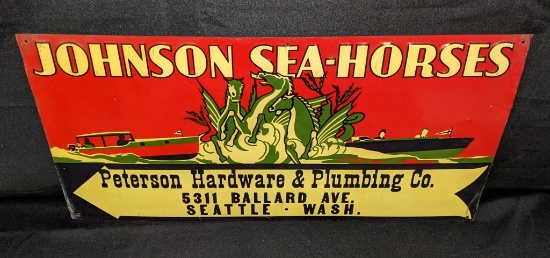 JOHNSON SEA-HORSES
Peterson Hardware & Plumbing Co.
5311 BALLARD AVE.
SEATTLE - WASH.